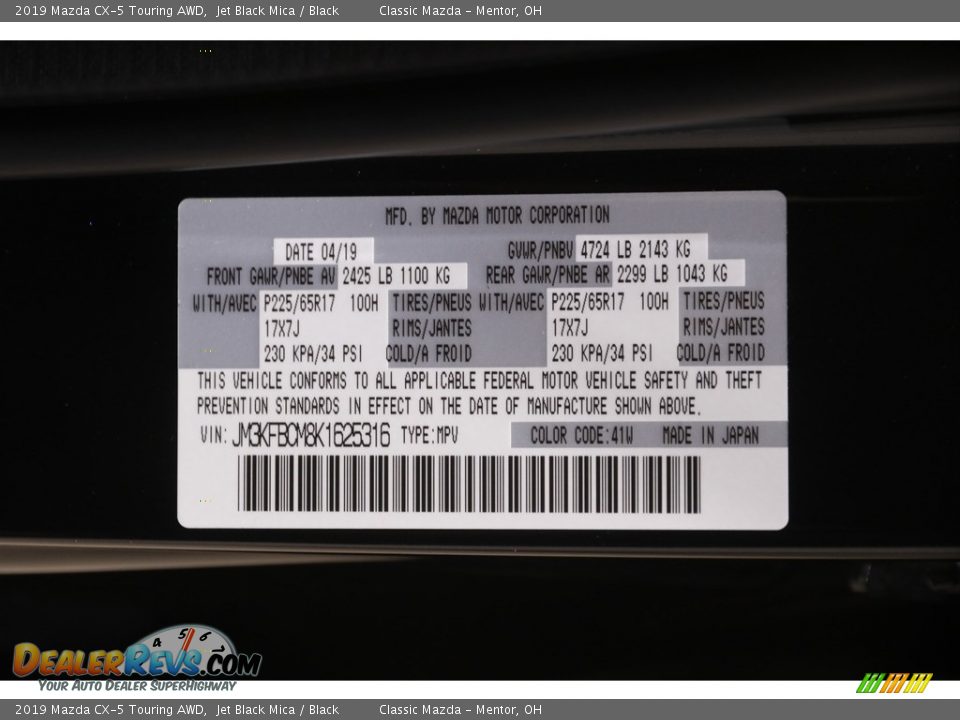 2019 Mazda CX-5 Touring AWD, Jet Black Mica / Black Classic Mazda - Mentor, OH
MFD. BY MAZDA MOTOR CORPORATION
DATE 04/19 GVWR/PNBV 4724 LB 2143 KG
FRONT GAWR/PNBE AV 2425 LB 1100 KG REAR GAWR/PNBE AR 2299 LB 1043 KG
WITH/AVEC P225/65R17 100H TIRES/PNEUS WITH/AVEC P225/65R17 100H TIRES/PNEUS
17X7J RIMS/JANTES 17X7J RIMS/JANTES
230 KPA/34 PSI COLD/A FROID 230 KPA/34 PSI COLD/A FROID
THIS VEHICLE CONFORMS TO ALL APPLICABLE FEDERAL MOTOR VEHICLE SAFETY AND THEFT
PREVENTION STANDARDS IN EFFECT ON THE DATE OF MANUFACTURE SHOWN ABOVE.
VIN: JM3KFBCM8K1625316 TYPE:MPV COLOR CODE:41W MADE IN JAPAN
4 5 6
DEALERREVS.COM
YOUR AUTO DEALER SUPERHIGHWAY
2019 Mazda CX-5 Touring AWD, Jet Black Mica / Black Classic Mazda - Mentor, OH